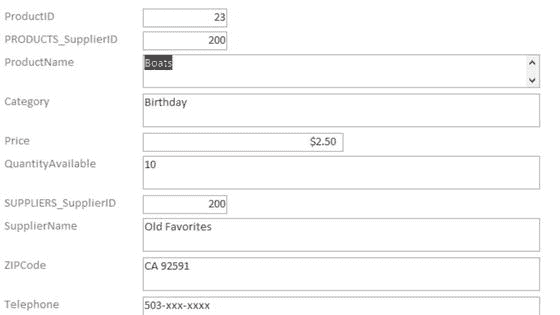 ProductID 23
PRODUCTS_SupplierID 200
ProductName Boats
Category Birthday
Price $2.50
QuantityAvailable 10
SUPPLIERS_SupplierID 200
SupplierName Old Favorites
ZIPCode CA 92591
Telephone 503-xxx-xxxx